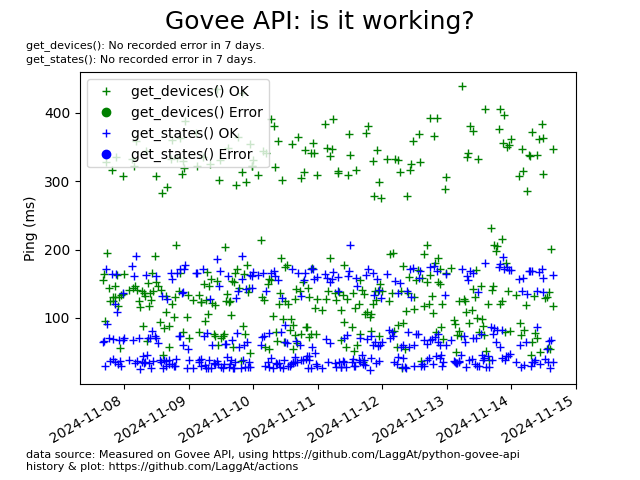 Govee API: is it working?
get_devices(): No recorded error in 7 days.
get_states(): No recorded error in 7 days.
get_devices() OK
get_devices() Error
get_states() OK
get_states() Error
400
300
200
100
Ping (ms)
2024-11-08
2024-11-09
2024-11-10
2024-11-11
2024-11-12
2024-11-13
2024-11-14
2024-11-15
data source: Measured on Govee API, using https://github.com/LaggAt/python-govee-api
history & plot: https://github.com/LaggAt/actions